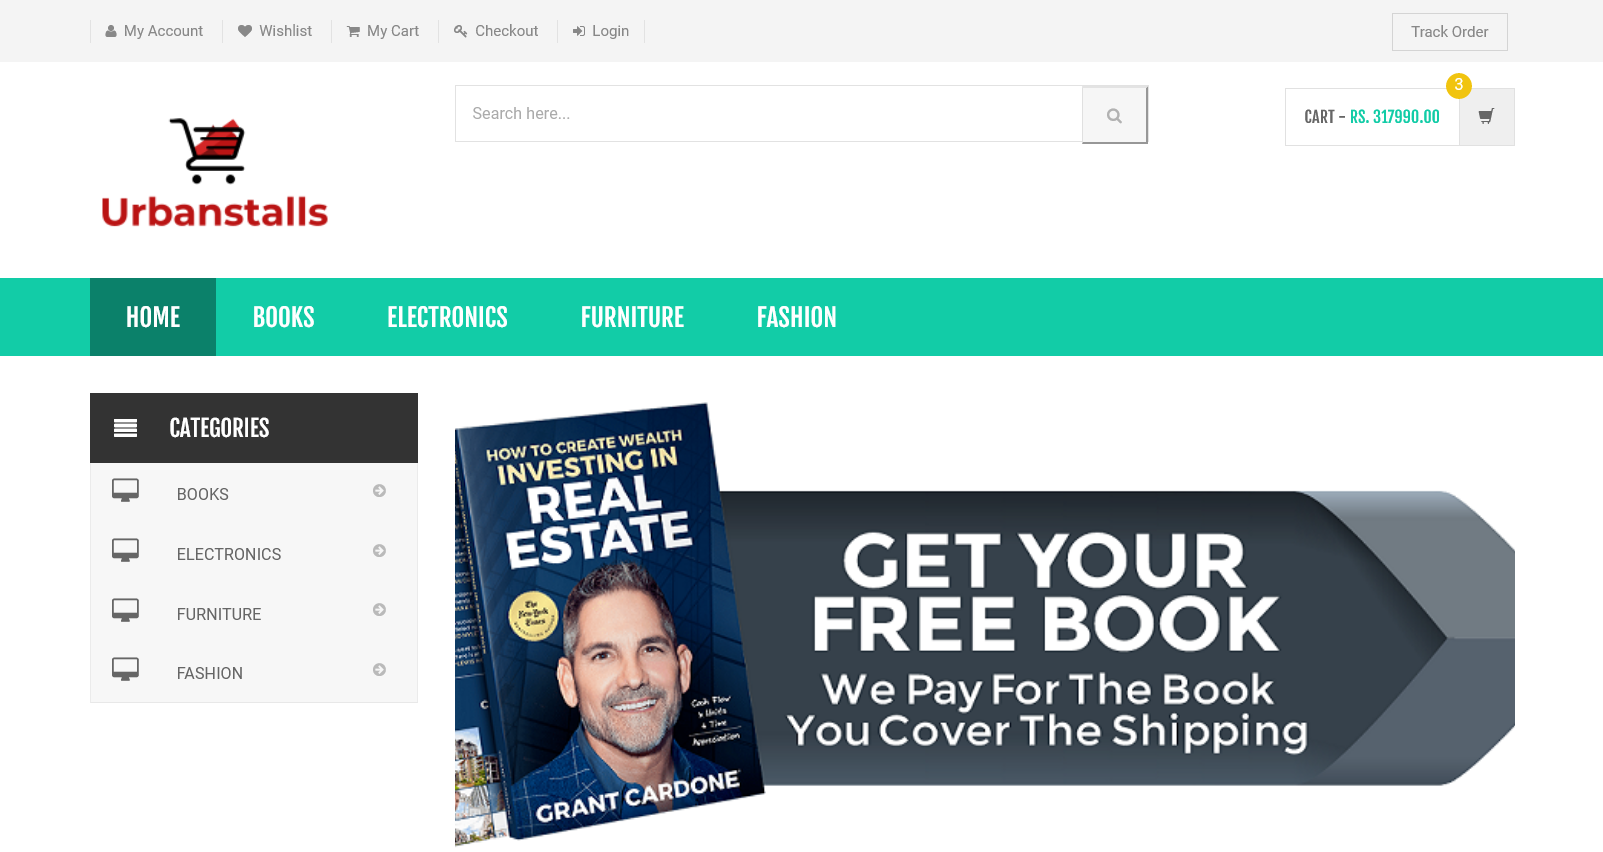 My Account
Wishlist
My Cart
Checkout
Login
Track Order
Urbanstalls
Search here...
CART - RS. 317990.00
3
HOME
BOOKS
ELECTRONICS
FURNITURE
FASHION
CATEGORIES
BOOKS
ELECTRONICS
FURNITURE
FASHION
HOW TO CREATE WEALTH
INVESTING IN
REAL
ESTATE
The
New York
Times
Cash Flow
& Time
Appreciation
GRANT CARDONE
GET YOUR
FREE BOOK
We Pay For The Book
You Cover The Shipping